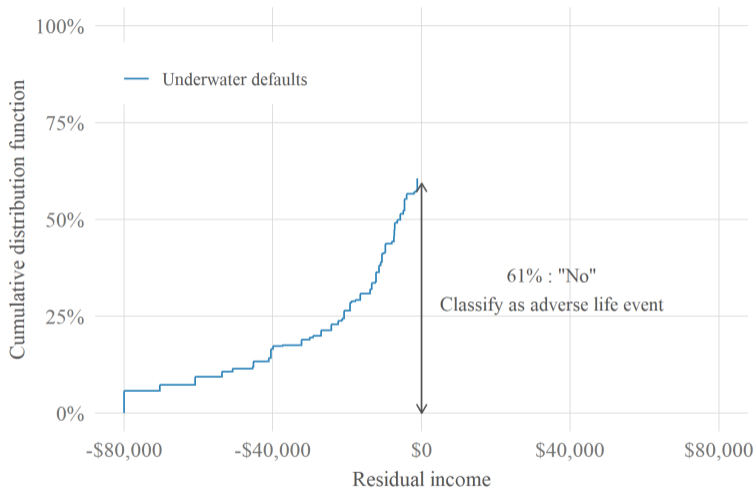 100%
Underwater defaults
75%
50%
61% : "No"
Classify as adverse life event
25%
0%
Cumulative distribution function
-$80,000 -$40,000 $0 $40,000 $80,000
Residual income